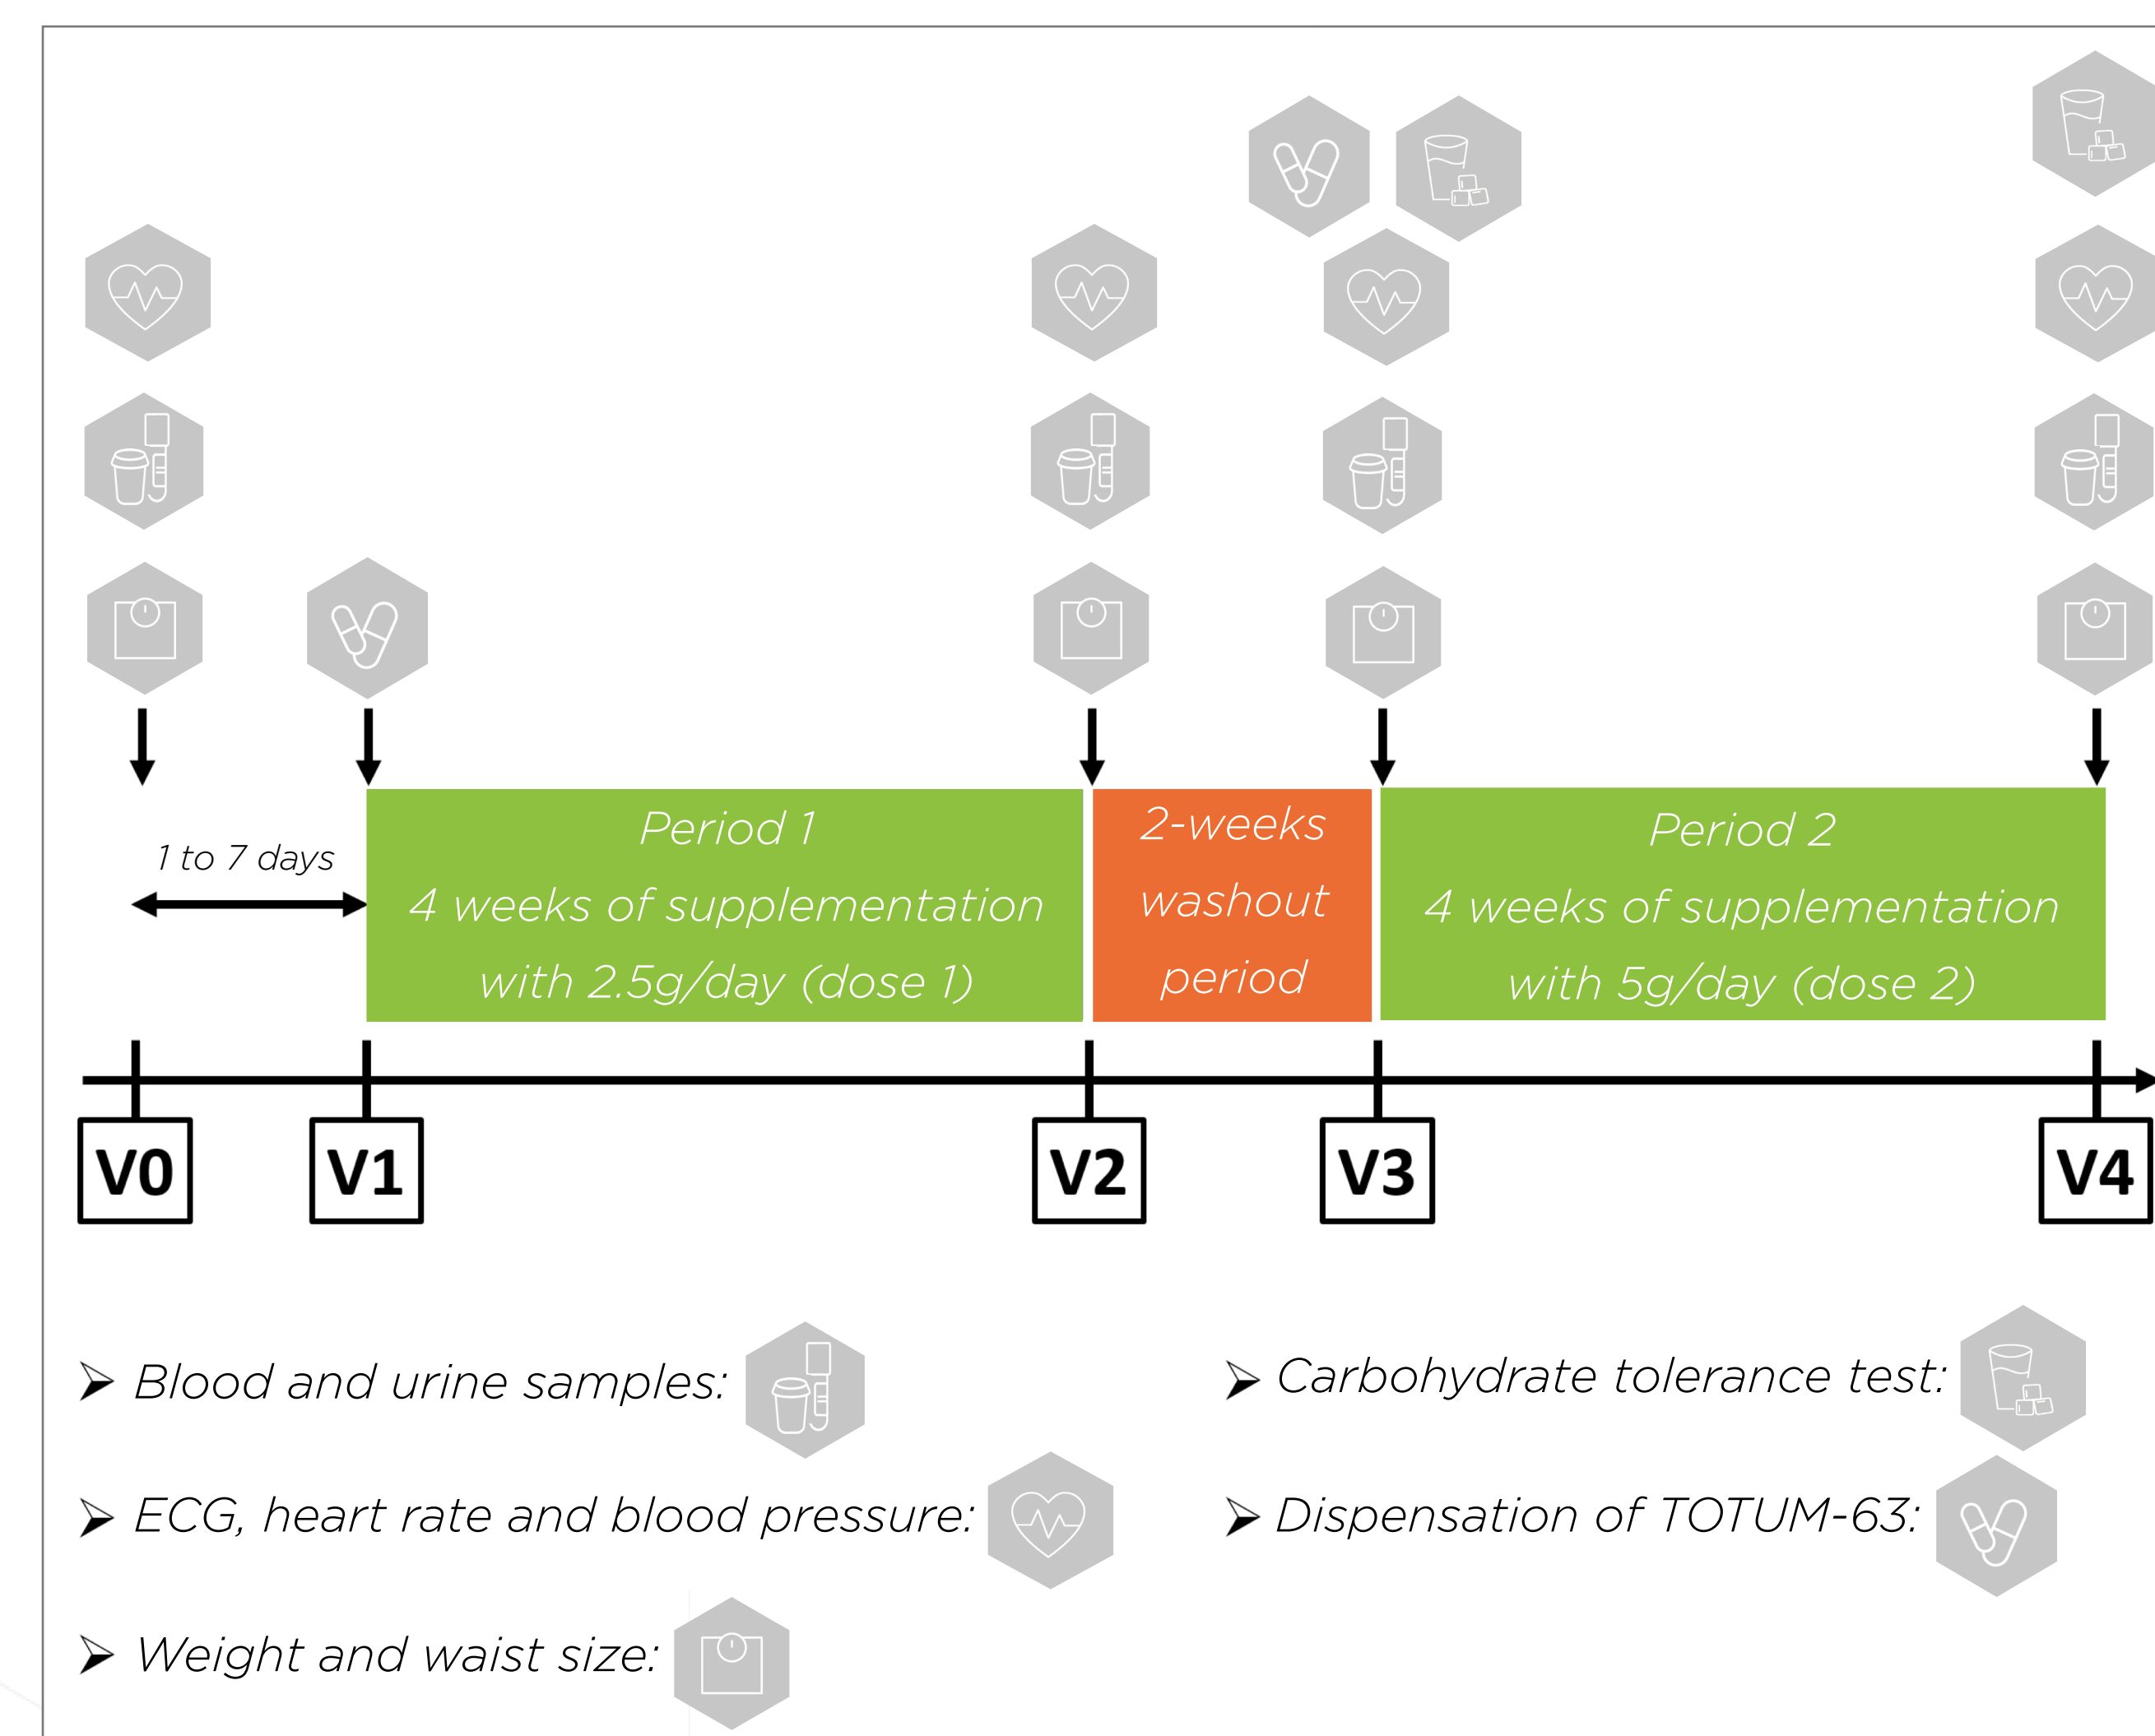 1 to 7 days
Period 1
4 weeks of supplementation
with 2.5g/day (dose 1)
2-weeks
washout
period
Period 2
4 weeks of supplementation
with 5g/day (dose 2)
V0
V1
V2
V3
V4
Blood and urine samples:
ECG, heart rate and blood pressure:
Weight and waist size:
Carbohydrate tolerance test:
Dispensation of TOTUM-63: